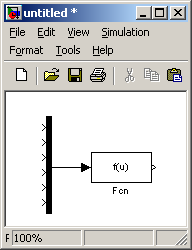 untitled *
File Edit View Simulation
Format Tools Help
f(u)
Fcn
F 100%